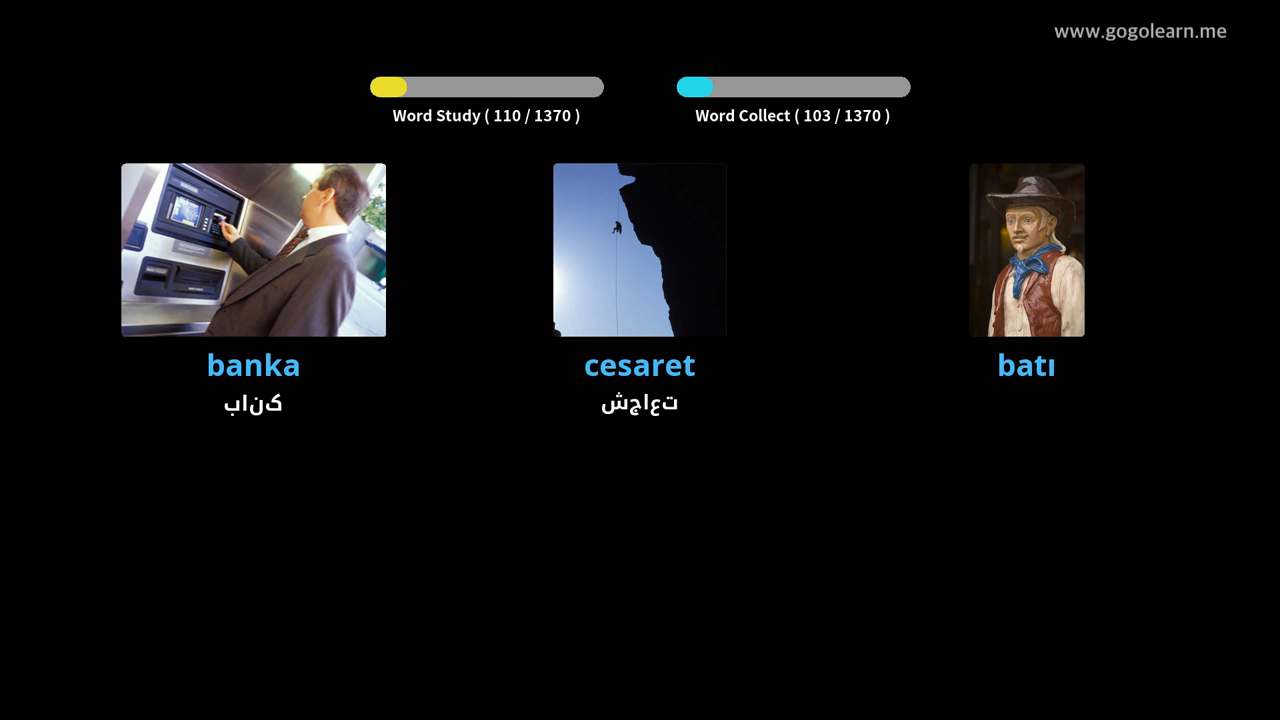 www.gogolearn.me
Word Study ( 110 / 1370 )
Word Collect ( 103 / 1370 )
banka
کناب
cesaret
تعاجش
batı